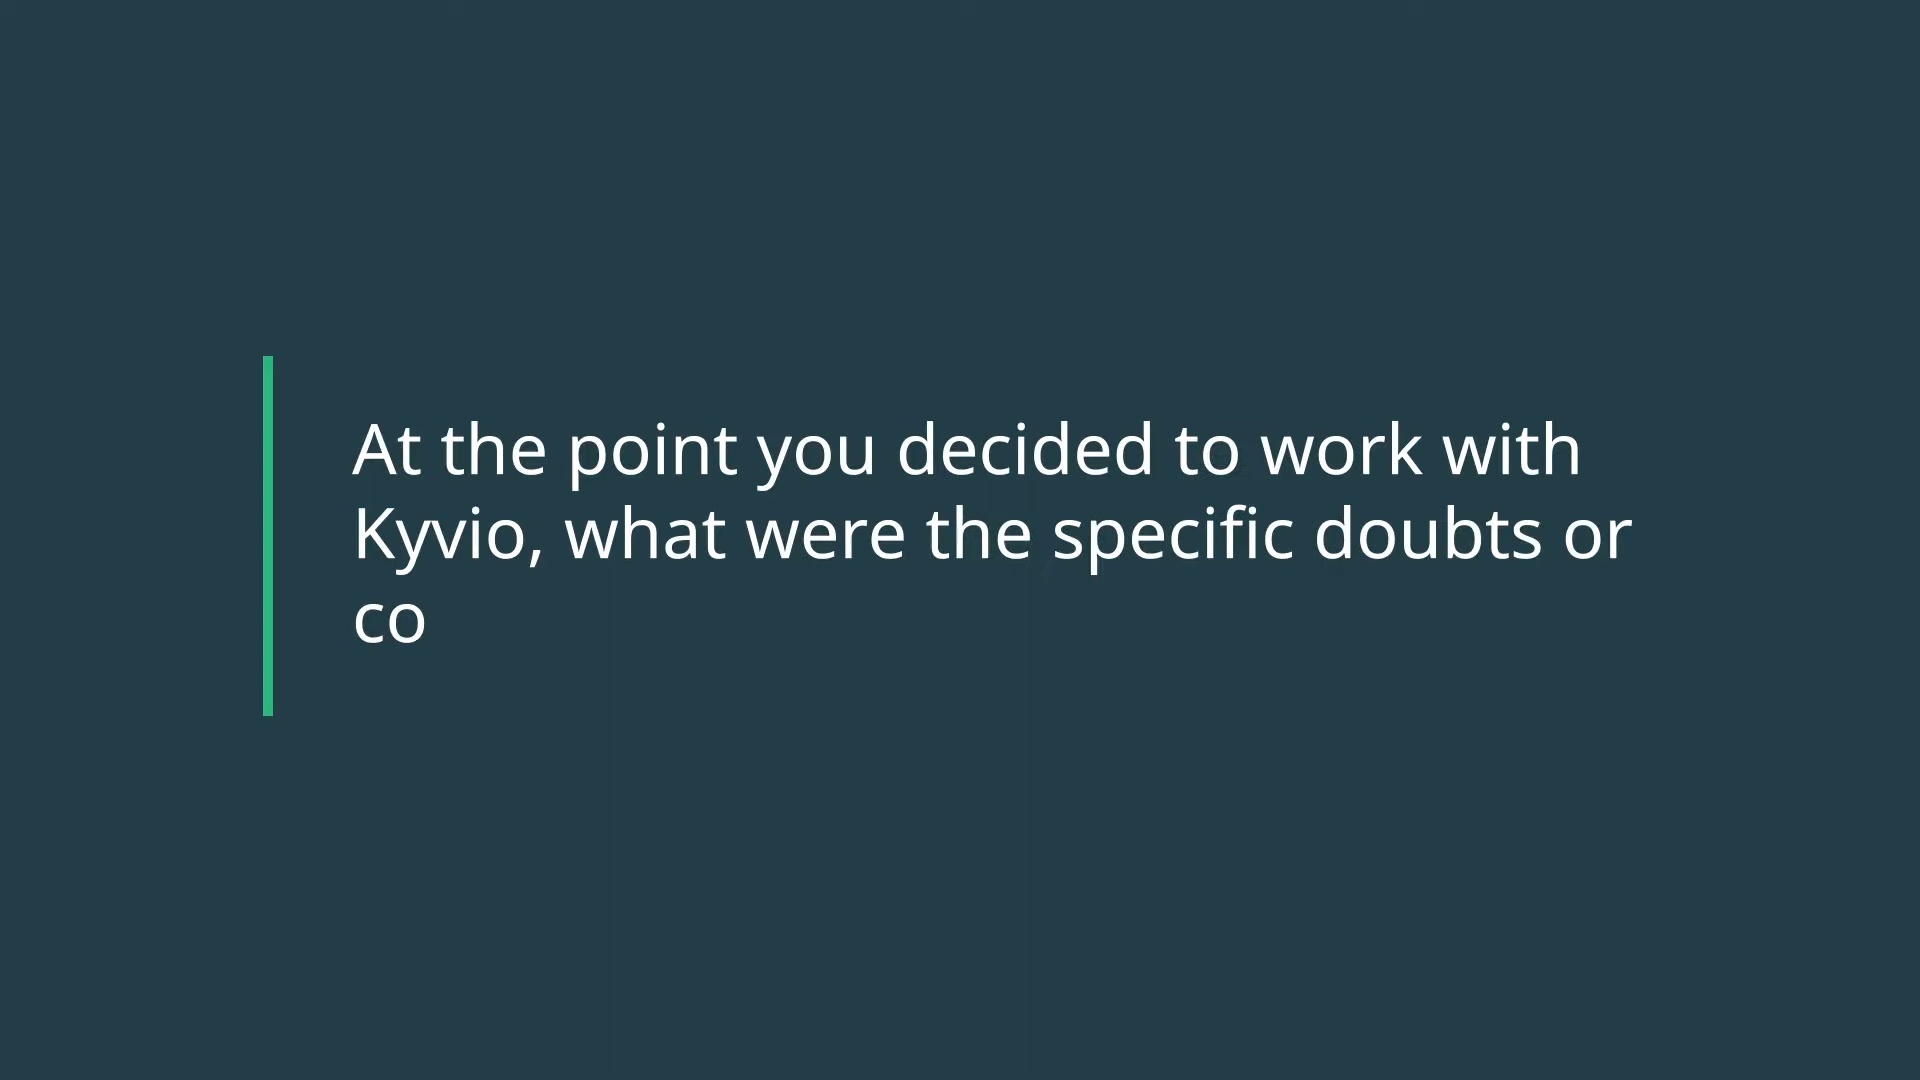 At the point you decided to work with
Kyvio, what were the specific doubts or
co